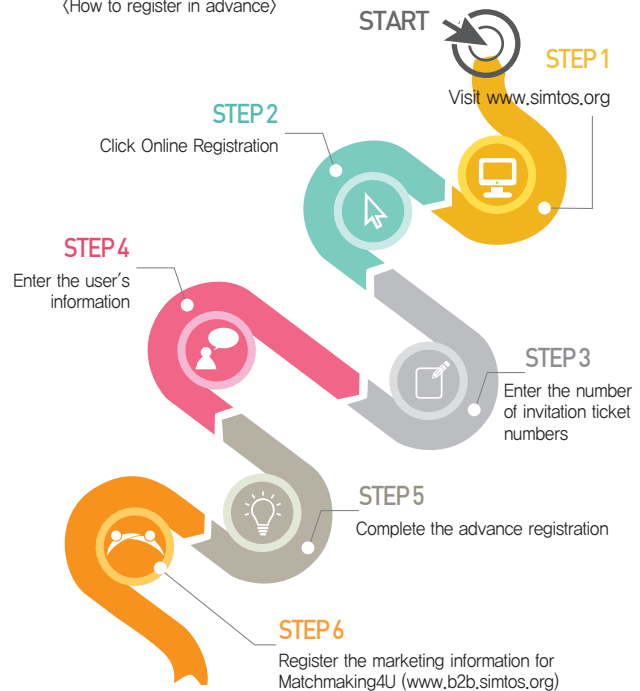 〈How to register in advance〉
START
STEP 1
Visit www.simtos.org
STEP 2
Click Online Registration
STEP 3
Enter the number
of invitation ticket
numbers
STEP 4
Enter the user's
information
STEP 5
Complete the advance registration
STEP 6
Register the marketing information for
Matchmaking4U (www.b2b.simtos.org)